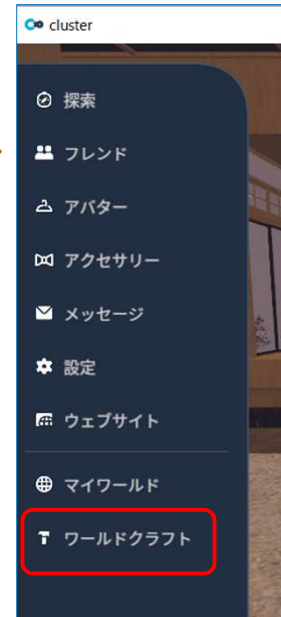 cluster
探索
フレンド
アバター
アクセサリー
メッセージ
設定
ウェブサイト
マイワールド
ワールドクラフト